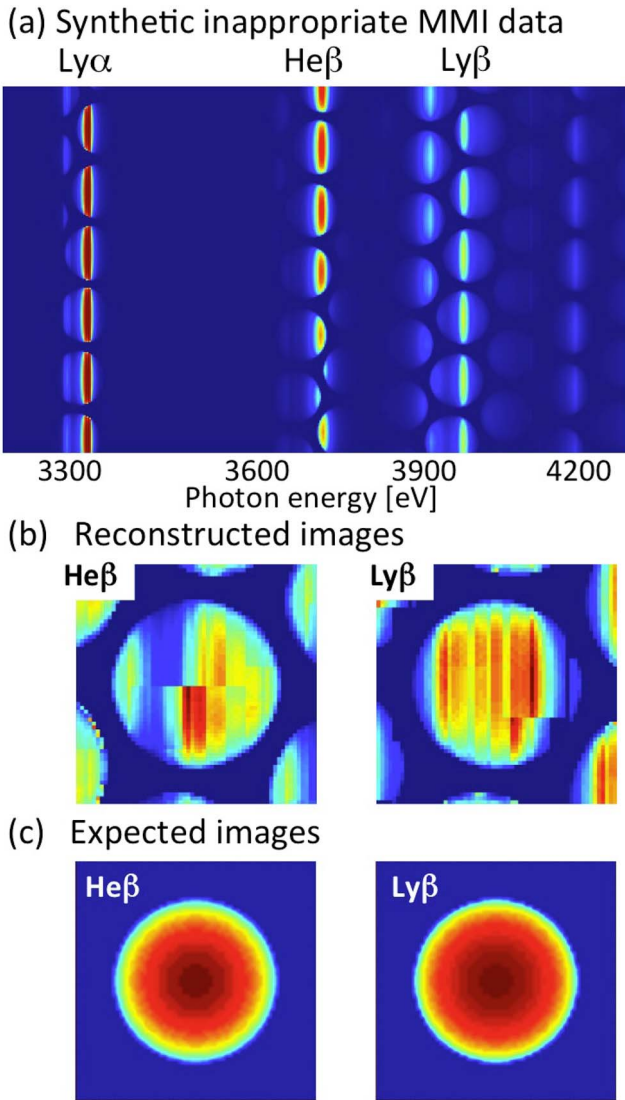 (a) Synthetic inappropriate MMI data
Lyα Heβ Lyβ
3300 3600 3900 4200
Photon energy [eV]
(b) Reconstructed images
Heβ Lyβ
(c) Expected images
Heβ Lyβ